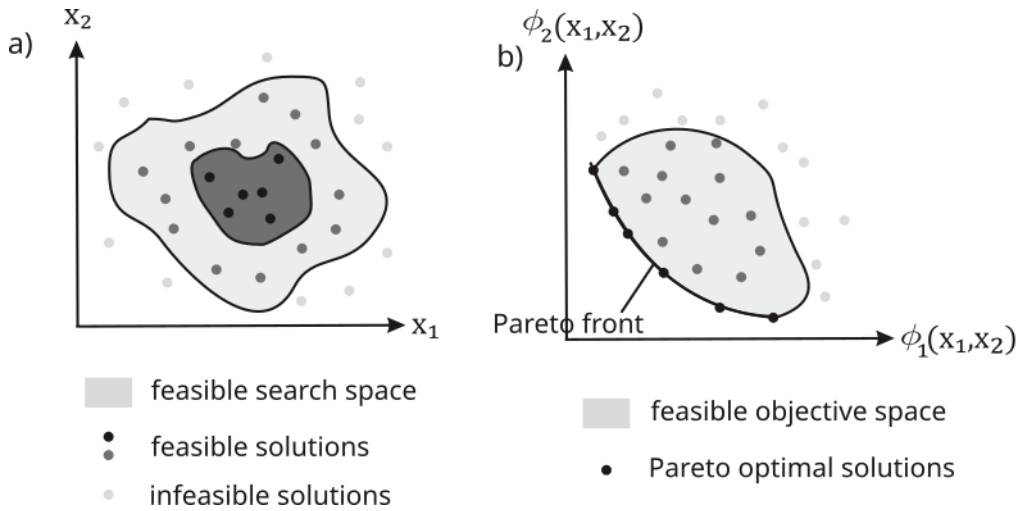 a)
x₂
x₁
feasible search space
feasible solutions
infeasible solutions
b)
ϕ₂(x₁,x₂)
Pareto front
ϕ₁(x₁,x₂)
feasible objective space
Pareto optimal solutions